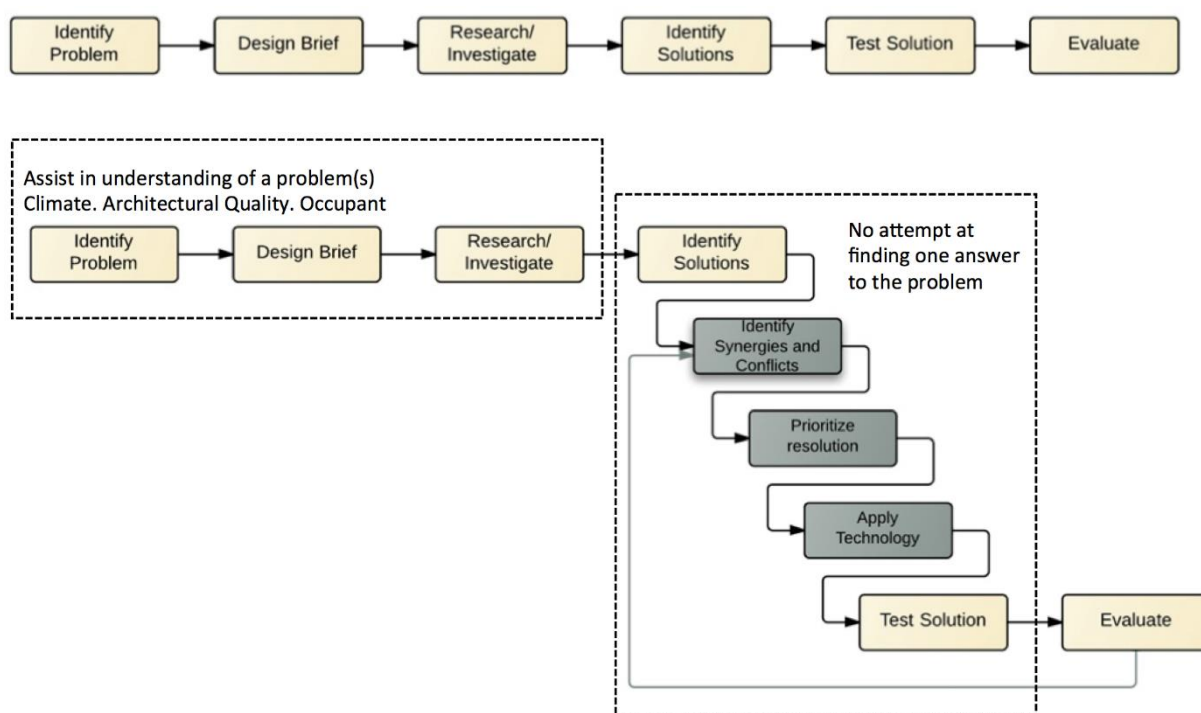 Identify
Problem
Design Brief
Research/
Investigate
Identify
Solutions
Test Solution
Evaluate
Assist in understanding of a problem(s)
Climate. Architectural Quality. Occupant
Identify
Problem
Design Brief
Research/
Investigate
Identify
Solutions
No attempt at
finding one answer
to the problem
Identify
Synergies and
Conflicts
Prioritize
resolution
Apply
Technology
Test Solution
Evaluate